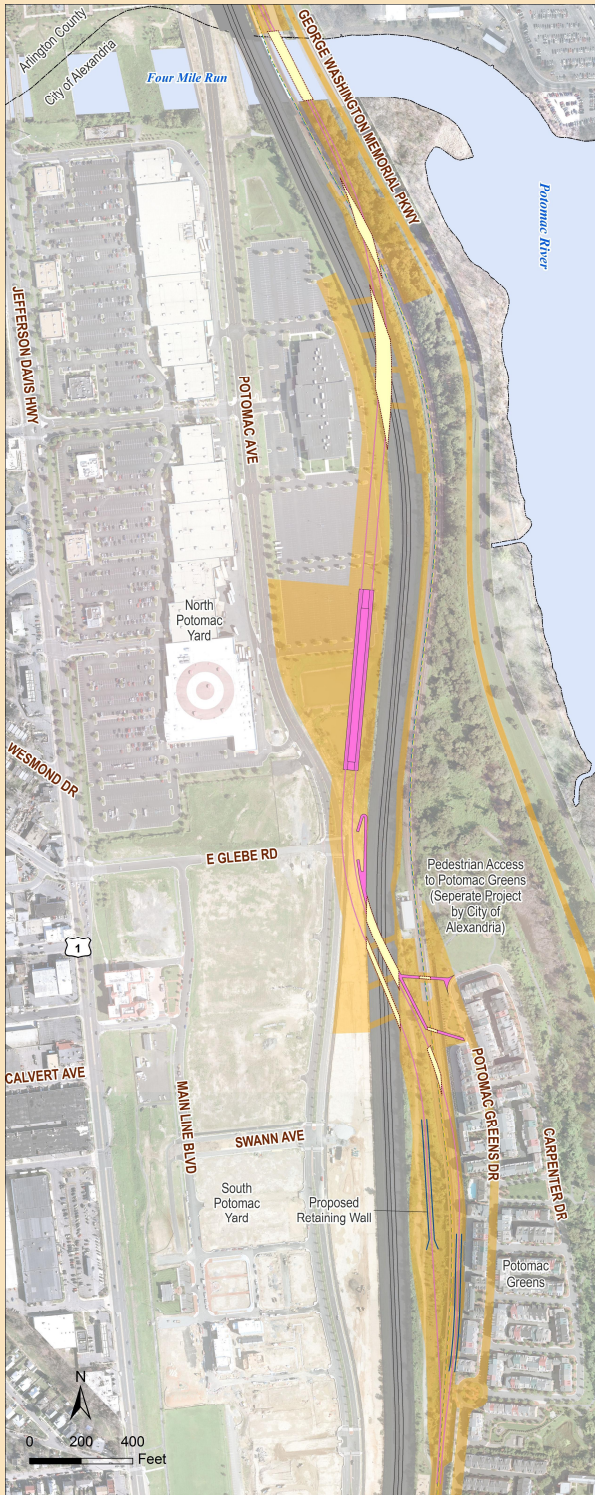 Arlington County
City of Alexandria
Four Mile Run
GEORGE WASHINGTON MEMORIAL PKWY
Potomac River
JEFFERSON DAVIS HWY
POTOMAC AVE
North
Potomac
Yard
WESMOND DR
E GLEBE RD
Pedestrian Access
to Potomac Greens
(Seperate Project
by City of
Alexandria)
1
CALVERT AVE
MAIN LINE BLVD
POTOMAC GREENS DR
CARPENTER DR
SWANN AVE
South
Potomac
Yard
Proposed
Retaining Wall
Potomac
Greens
N
0 200 400
Feet